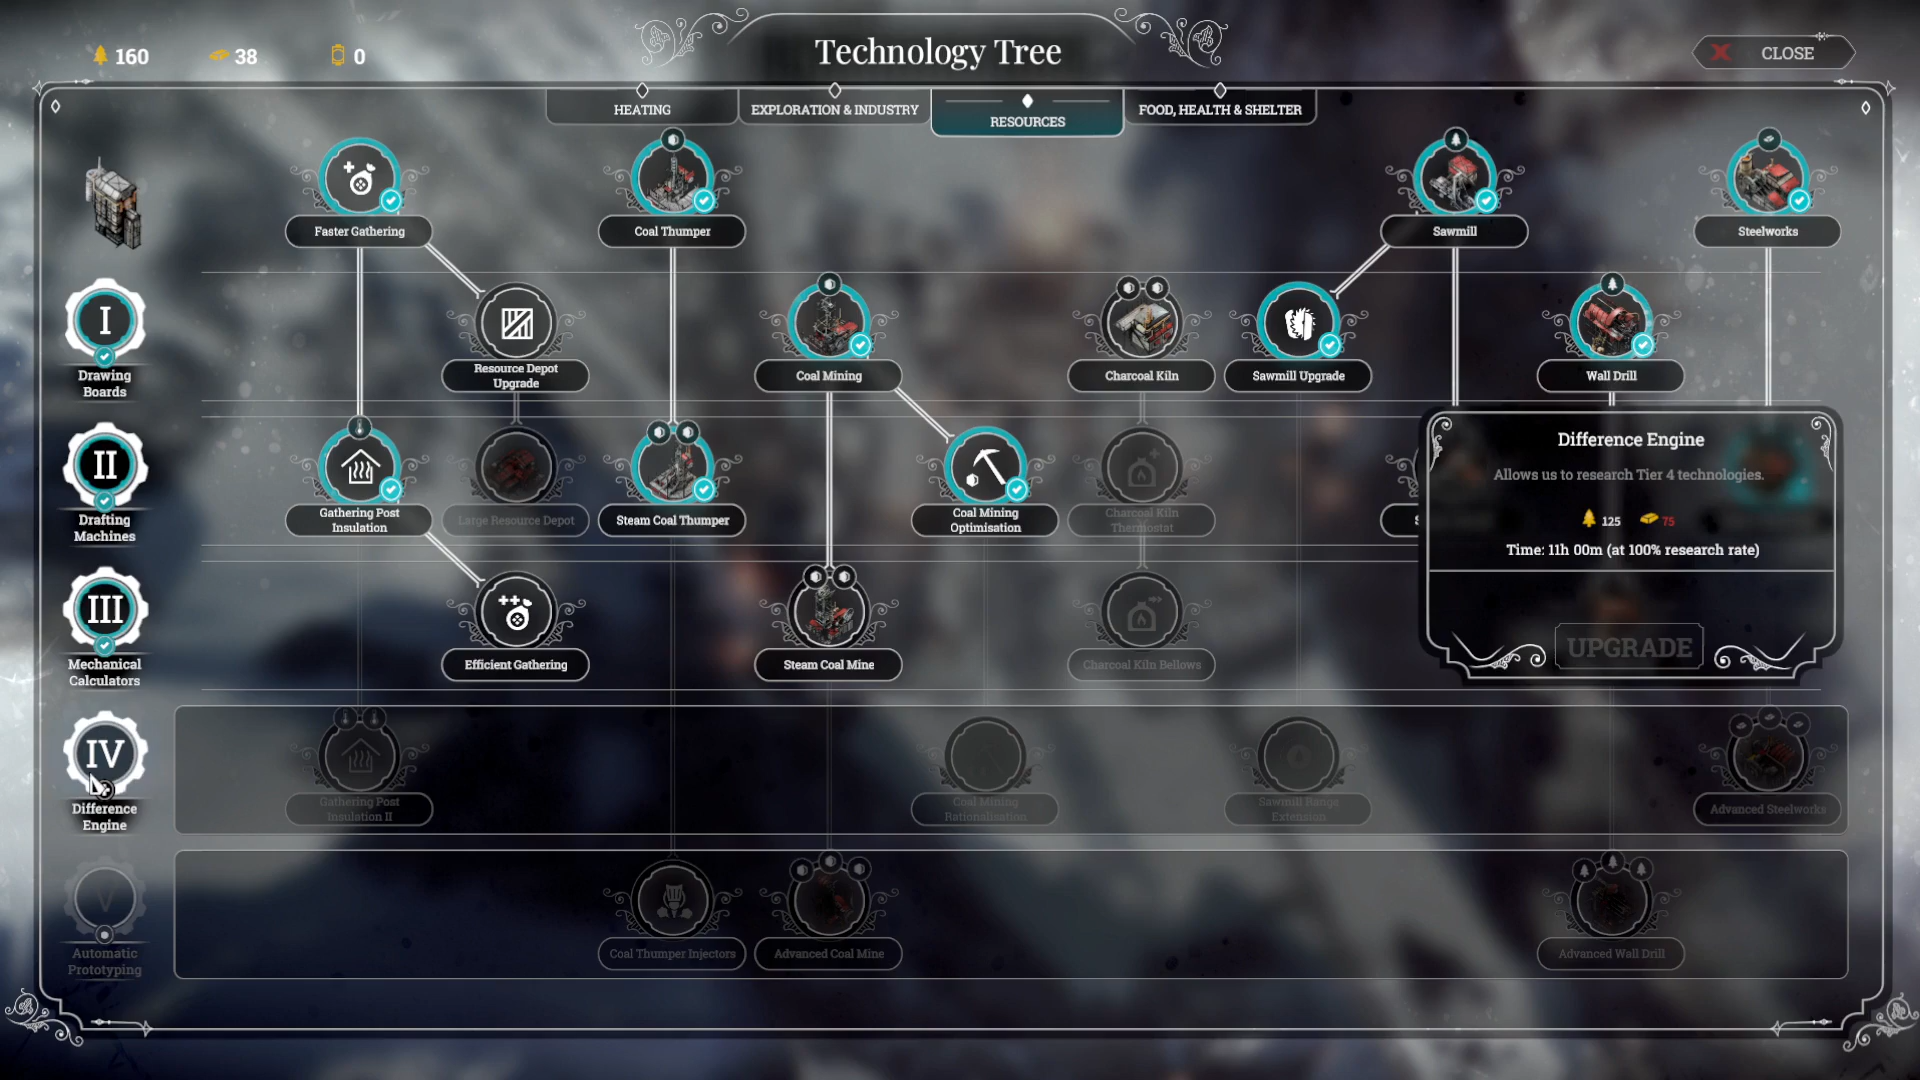 160
38
0
Technology Tree
CLOSE
HEATING
EXPLORATION & INDUSTRY
RESOURCES
FOOD, HEALTH & SHELTER
Faster Gathering
Coal Thumper
Sawmill
Steelworks
I
Drawing
Boards
Resource Depot
Upgrade
Coal Mining
Charcoal Kiln
Sawmill Upgrade
Wall Drill
II
Drafting
Machines
Gathering Post
Insulation
Large Resource Depot
Steam Coal Thumper
Coal Mining
Optimisation
Charcoal Kiln
Thermostat
S
Difference Engine
Allows us to research Tier 4 technologies.
125
75
Time: 11h 00m (at 100% research rate)
UPGRADE
III
Mechanical
Calculators
Efficient Gathering
Steam Coal Mine
Charcoal Kiln Bellows
IV
Difference
Engine
Gathering Post
Insulation II
Coal Mining
Rationalisation
Sawmill Range
Extension
Advanced Steelworks
V
Automatic
Prototyping
Coal Thumper Injectors
Advanced Coal Mine
Advanced Wall Drill